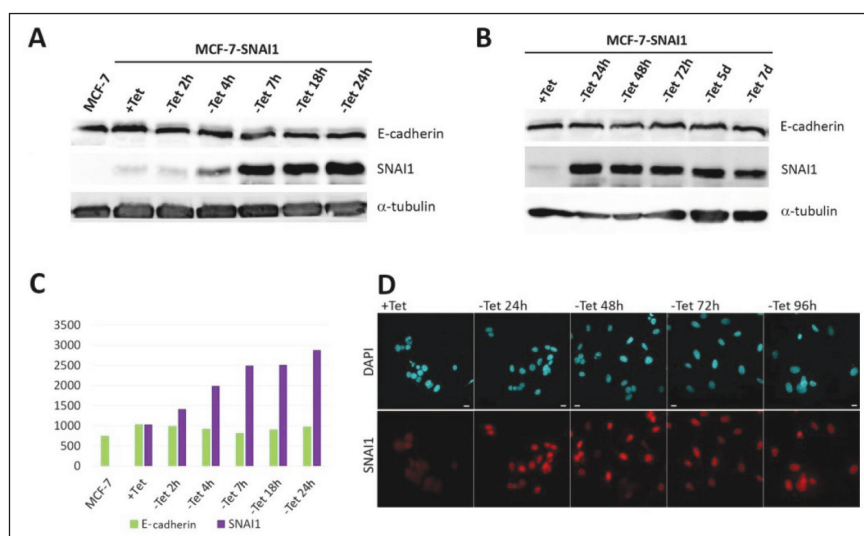 A
MCF-7-SNAI1
MCF-7
+Tet
-Tet 2h
-Tet 4h
-Tet 7h
-Tet 18h
-Tet 24h
E-cadherin
SNAI1
α-tubulin
B
MCF-7-SNAI1
+Tet
-Tet 24h
-Tet 48h
-Tet 72h
-Tet 5d
-Tet 7d
E-cadherin
SNAI1
α-tubulin
C
3500
3000
2500
2000
1500
1000
500
0
MCF-7
+Tet
-Tet 2h
-Tet 4h
-Tet 7h
-Tet 18h
-Tet 24h
E-cadherin
SNAI1
D
+Tet
-Tet 24h
-Tet 48h
-Tet 72h
-Tet 96h
DAPI
SNAI1